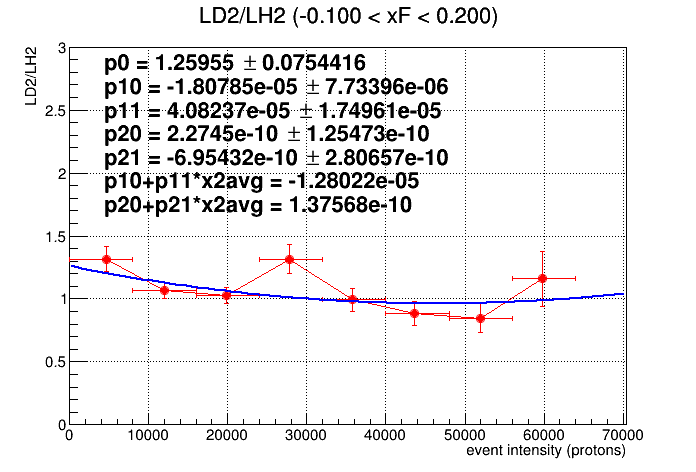 LD2/LH2 (-0.100 < xF < 0.200)
LD2/LH2
3
2.5
2
1.5
1
0.5
0
p0 = 1.25955 ± 0.0754416
p10 = -1.80785e-05 ± 7.73396e-06
p11 = 4.08237e-05 ± 1.74961e-05
p20 = 2.2745e-10 ± 1.25473e-10
p21 = -6.95432e-10 ± 2.80657e-10
p10+p11*x2avg = -1.28022e-05
p20+p21*x2avg = 1.37568e-10
0 10000 20000 30000 40000 50000 60000 70000
event intensity (protons)